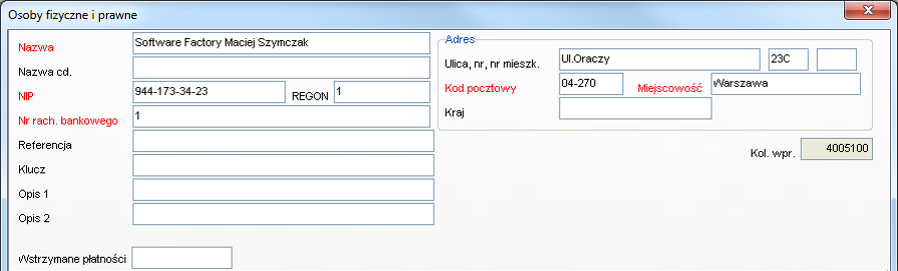 Osoby fizyczne i prawne
Nazwa Software Factory Maciej Szymczak
Nazwa cd.
NIP 944-173-34-23 REGON 1
Nr rach. bankowego 1
Referencja
Klucz
Opis 1
Opis 2
Wstrzymane płatności
Adres
Ulica, nr, nr mieszk. Ul.Oraczy 23C
Kod pocztowy 04-270 Miejscowość Warszawa
Kraj
Kol. wpr. 4005100